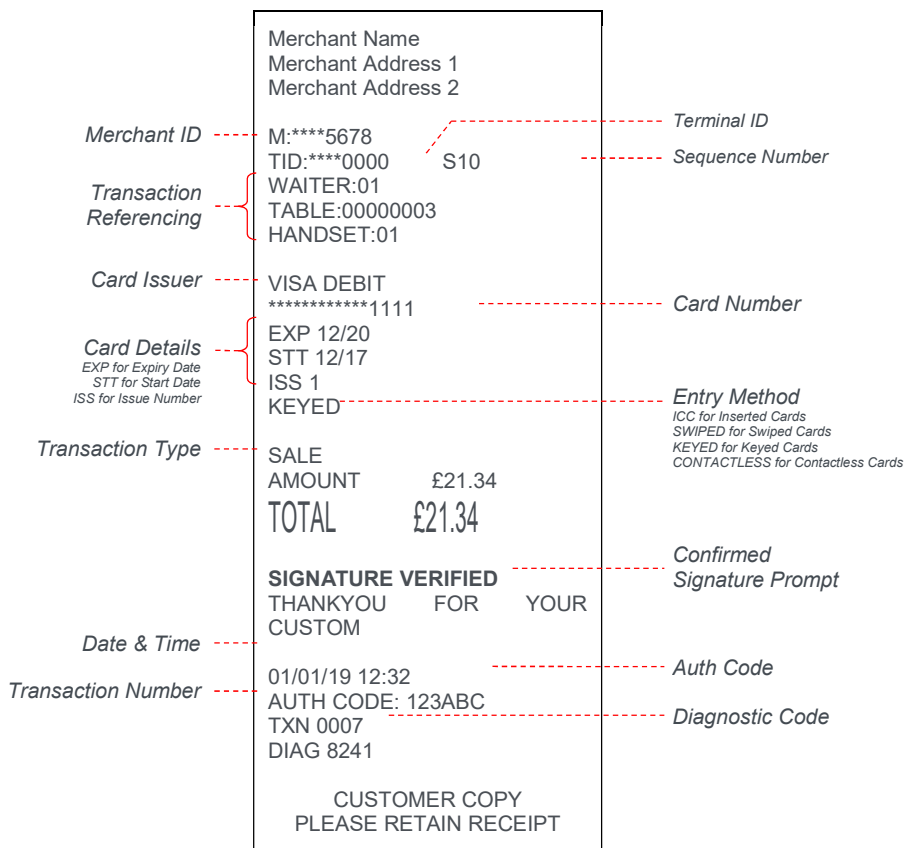 Merchant Name
Merchant Address 1
Merchant Address 2
Merchant ID
M:****5678
Terminal ID
TID:****0000 S10
Sequence Number
Transaction
Referencing
WAITER:01
TABLE:00000003
HANDSET:01
Card Issuer
VISA DEBIT
************1111
Card Number
Card Details
EXP for Expiry Date
STT for Start Date
ISS for Issue Number
EXP 12/20
STT 12/17
ISS 1
KEYED
Entry Method
ICC for Inserted Cards
SWIPED for Swiped Cards
KEYED for Keyed Cards
CONTACTLESS for Contactless Cards
Transaction Type
SALE
AMOUNT £21.34
TOTAL £21.34
Confirmed
Signature Prompt
SIGNATURE VERIFIED
THANKYOU FOR YOUR
CUSTOM
Date & Time
01/01/19 12:32
Auth Code
AUTH CODE: 123ABC
Transaction Number
TXN 0007
Diagnostic Code
DIAG 8241
CUSTOMER COPY
PLEASE RETAIN RECEIPT